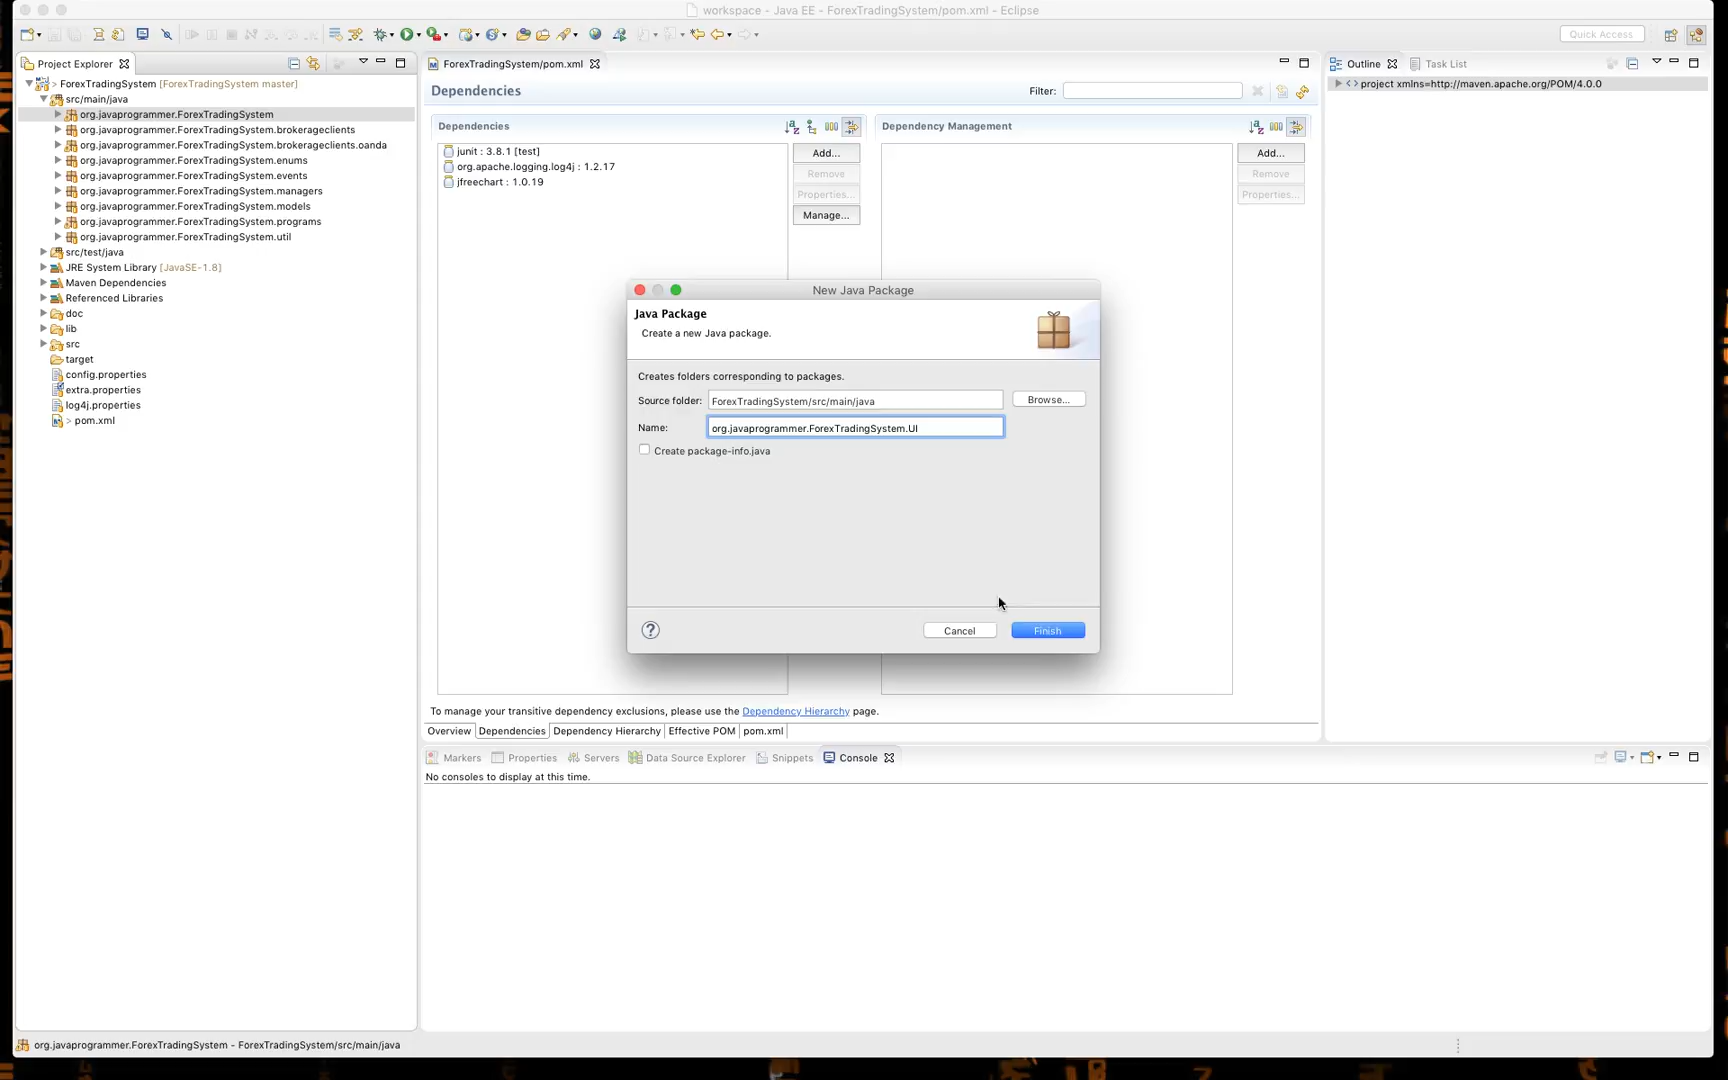 workspace - Java EE - ForexTradingSystem/pom.xml - Eclipse
Quick Access
Project Explorer
ForexTradingSystem/pom.xml
Outline
Task List
> ForexTradingSystem [ForexTradingSystem master]
src/main/java
org.javaprogrammer.ForexTradingSystem
org.javaprogrammer.ForexTradingSystem.brokerageclients
org.javaprogrammer.ForexTradingSystem.brokerageclients.oanda
org.javaprogrammer.ForexTradingSystem.enums
org.javaprogrammer.ForexTradingSystem.events
org.javaprogrammer.ForexTradingSystem.managers
org.javaprogrammer.ForexTradingSystem.models
org.javaprogrammer.ForexTradingSystem.programs
org.javaprogrammer.ForexTradingSystem.util
src/test/java
JRE System Library [JavaSE-1.8]
Maven Dependencies
Referenced Libraries
doc
lib
src
target
config.properties
extra.properties
log4j.properties
> pom.xml
Dependencies
Filter:
Dependencies
junit : 3.8.1 [test]
org.apache.logging.log4j : 1.2.17
jfreechart : 1.0.19
Add...
Remove
Properties...
Manage...
Dependency Management
Add...
Remove
Properties...
<> project xmlns=http://maven.apache.org/POM/4.0.0
New Java Package
Java Package
Create a new Java package.
Creates folders corresponding to packages.
Source folder: ForexTradingSystem/src/main/java Browse...
Name: org.javaprogrammer.ForexTradingSystem.UI
Create package-info.java
?
Cancel Finish
To manage your transitive dependency exclusions, please use the Dependency Hierarchy page.
Overview Dependencies Dependency Hierarchy Effective POM pom.xml
Markers Properties Servers Data Source Explorer Snippets Console
No consoles to display at this time.
org.javaprogrammer.ForexTradingSystem - ForexTradingSystem/src/main/java